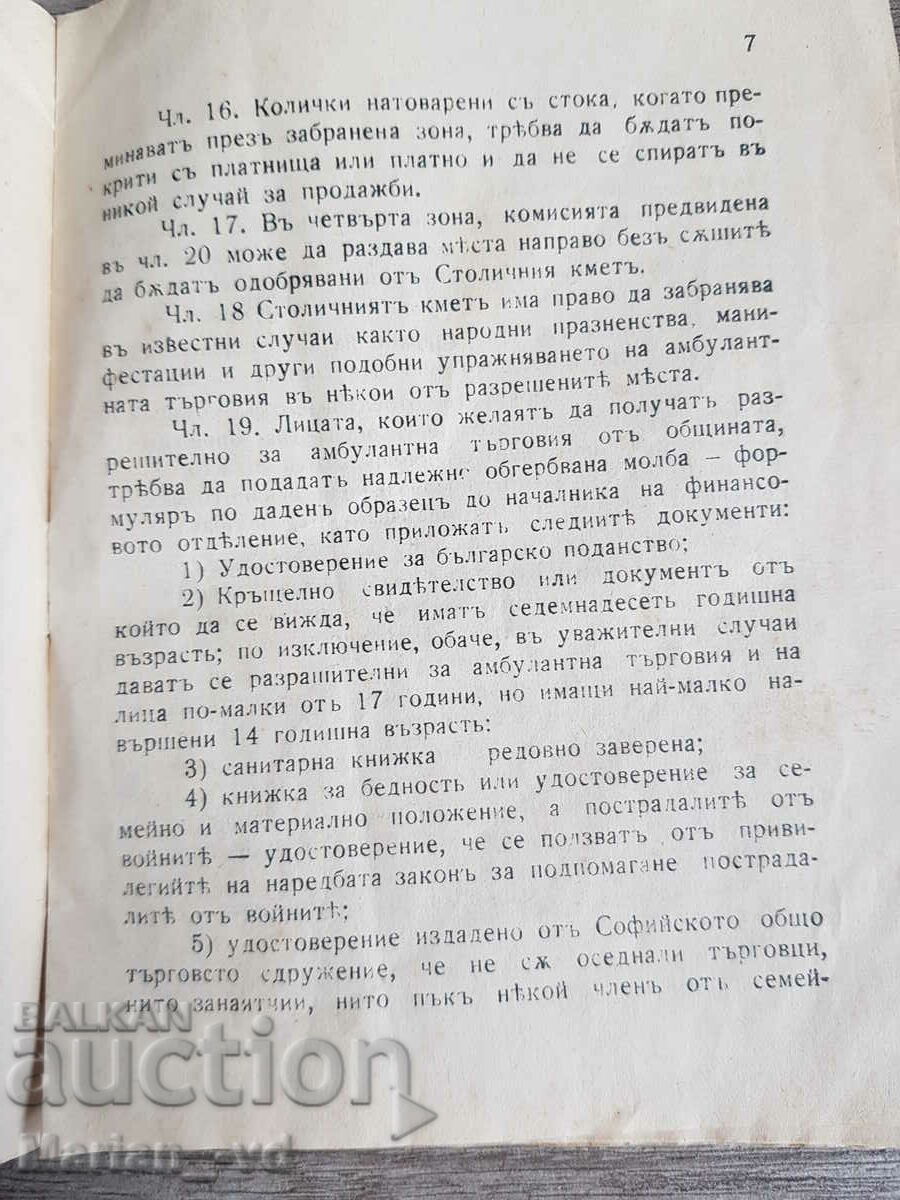 7
Чл. 16. Колички натоварени съ стока, когато пре-
минаватъ презъ забранена зона, трѣбва да бѫдатъ по-
крити съ платнища или платно и да не се спиратъ въ
никой случай за продажби.
Чл. 17. Въ четвърта зона, комисията предвидена
въ чл. 20 може да раздава мѣста направо безъ сѫщитѣ
да бѫдатъ одобрявани отъ Столичния кметъ.
Чл. 18 Столичниятъ кметъ има право да забранява
въ известни случаи както народни празненства, мани-
фестации и други подобни упражняването на амбулант-
ната търговия въ нѣкои отъ разрешенитѣ мѣста.
Чл. 19. Лицата, които желаятъ да получатъ раз-
решително за амбулантна търговия отъ общината,
трѣбва да подадатъ надлежно обгербвана молба – фор-
муляръ по даденъ образецъ до началника на финансо-
вото отдѣление, като приложатъ следнитѣ документи:
1) Удостоверение за българско поданство;
2) Кръщелно свидѣтелство или документъ отъ
който да се вижда, че иматъ седемнадесеть годишна
възрасть; по изключение, обаче, въ уважителни случаи
даватъ се разрашителни за амбулантна търговия и на
лица по-малки отъ 17 години, но имащи най-малко на-
вършени 14 годишна възрасть:
3) санитарна книжка редовно заверена;
4) книжка за бедность или удостоверение за се-
мейно и материално положение, а пострадалитѣ отъ
войнитѣ — удостоверение, че се ползватъ отъ приви-
легийтѣ на наредбата законъ за подпомагане пострада-
литѣ отъ войнитѣ;
5) удостоверение издадено отъ Софийското общо
търговсто сдружение, че не сѫ оседнали търговци,
нито занаятчии, нито пъкъ нѣкой членъ отъ семей-
BALKAN
auction
Marian_vd